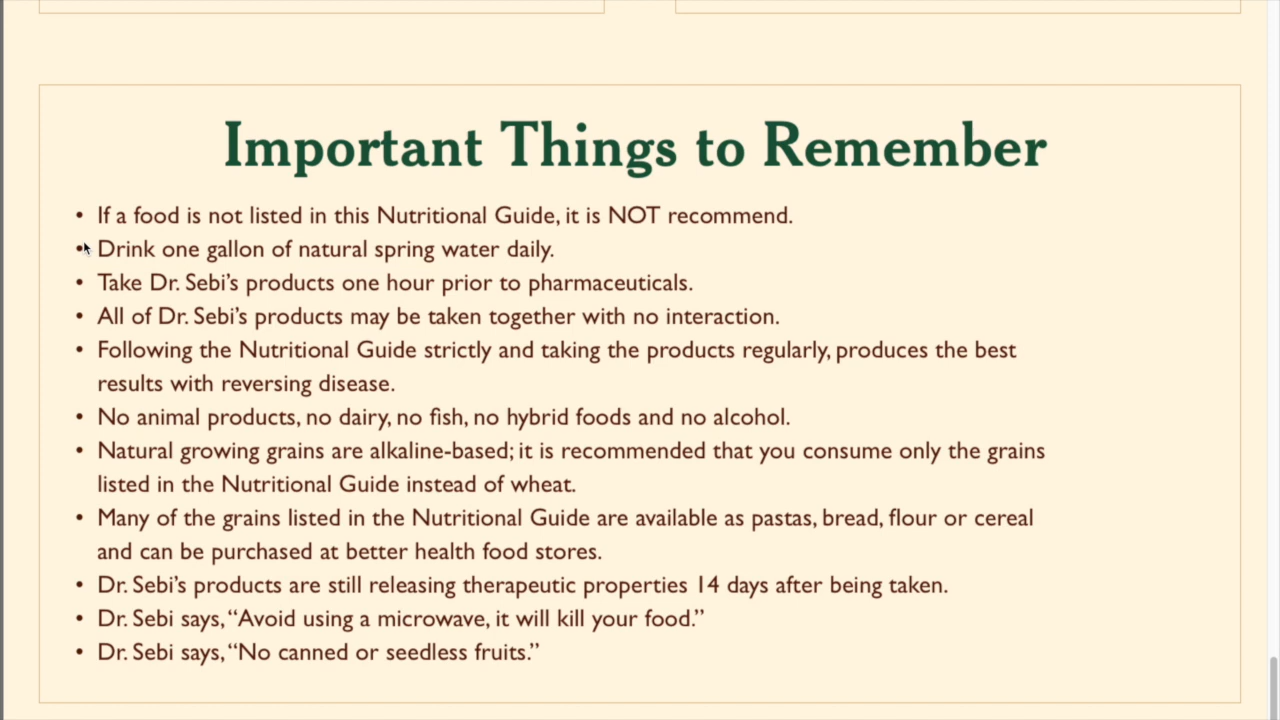 Important Things to Remember
• If a food is not listed in this Nutritional Guide, it is NOT recommend.
• Drink one gallon of natural spring water daily.
• Take Dr. Sebi’s products one hour prior to pharmaceuticals.
• All of Dr. Sebi’s products may be taken together with no interaction.
• Following the Nutritional Guide strictly and taking the products regularly, produces the best
results with reversing disease.
• No animal products, no dairy, no fish, no hybrid foods and no alcohol.
• Natural growing grains are alkaline-based; it is recommended that you consume only the grains
listed in the Nutritional Guide instead of wheat.
• Many of the grains listed in the Nutritional Guide are available as pastas, bread, flour or cereal
and can be purchased at better health food stores.
• Dr. Sebi’s products are still releasing therapeutic properties 14 days after being taken.
• Dr. Sebi says, “Avoid using a microwave, it will kill your food.”
• Dr. Sebi says, “No canned or seedless fruits.”